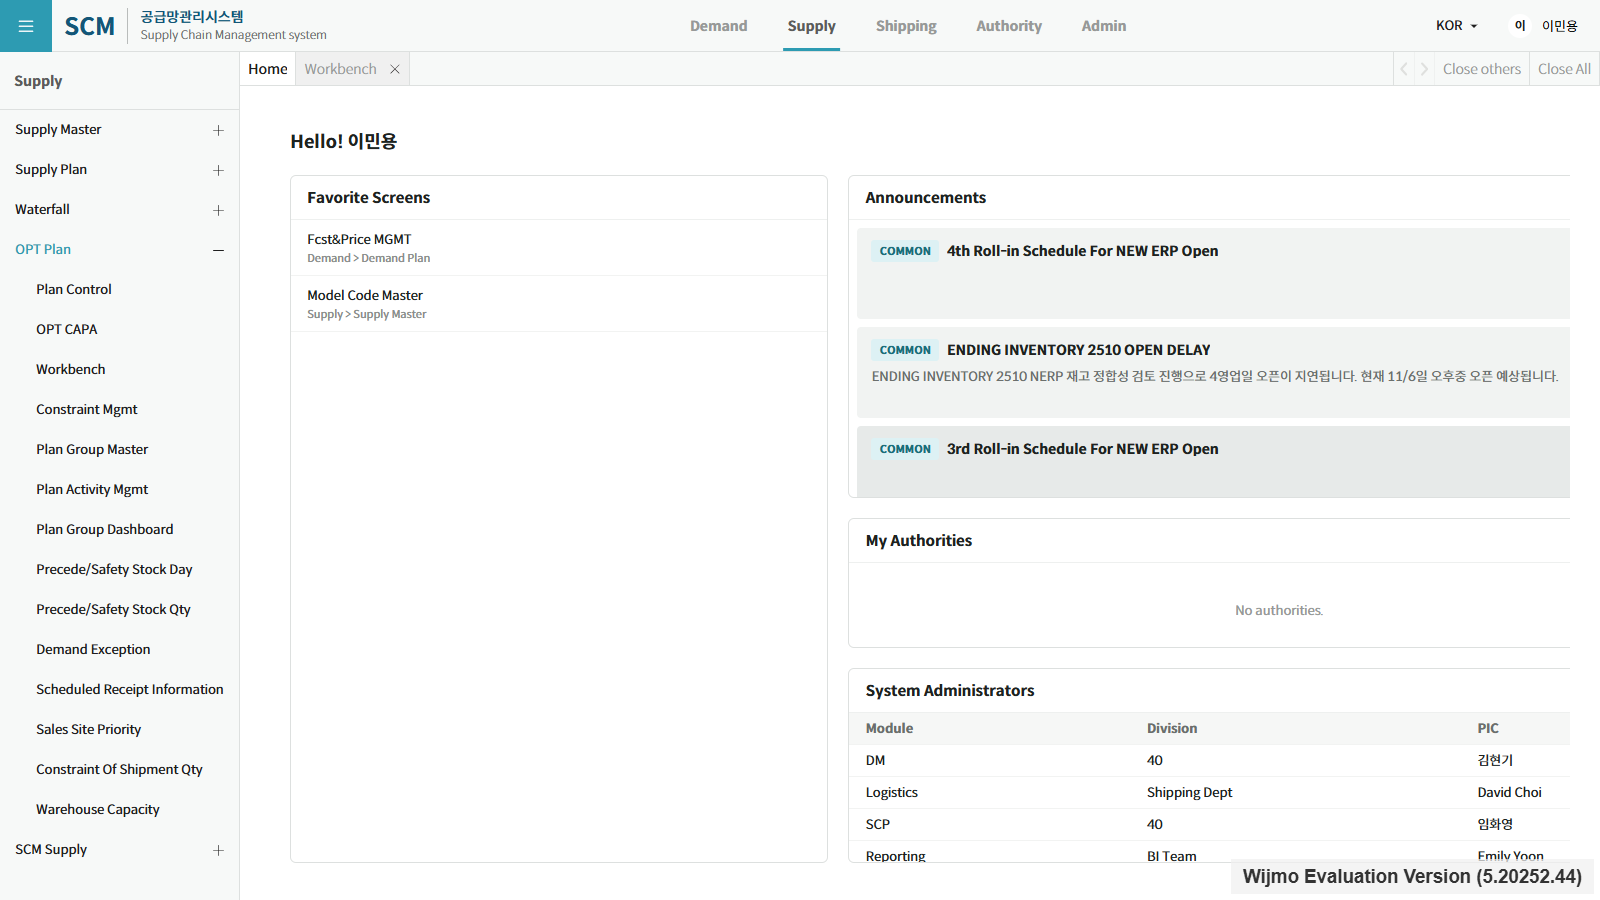 SCM
공급망관리시스템
Supply Chain Management system
Demand
Supply
Shipping
Authority
Admin
KOR
이
이민용
Supply
Home
Workbench
Close others
Close All
Supply Master
Supply Plan
Waterfall
OPT Plan
Plan Control
OPT CAPA
Workbench
Constraint Mgmt
Plan Group Master
Plan Activity Mgmt
Plan Group Dashboard
Precede/Safety Stock Day
Precede/Safety Stock Qty
Demand Exception
Scheduled Receipt Information
Sales Site Priority
Constraint Of Shipment Qty
Warehouse Capacity
SCM Supply
Hello! 이민용
Favorite Screens
Fcst&Price MGMT
Demand > Demand Plan
Model Code Master
Supply > Supply Master
Announcements
COMMON 4th Roll-in Schedule For NEW ERP Open
COMMON ENDING INVENTORY 2510 OPEN DELAY
ENDING INVENTORY 2510 NERP 재고 정합성 검토 진행으로 4영업일 오픈이 지연됩니다. 현재 11/6일 오후중 오픈 예상됩니다.
COMMON 3rd Roll-in Schedule For NEW ERP Open
My Authorities
No authorities.
System Administrators
Module Division PIC
DM 40 김현기
Logistics Shipping Dept David Choi
SCP 40 임화영
Reporting BI Team Emily Yoon
Wijmo Evaluation Version (5.20252.44)